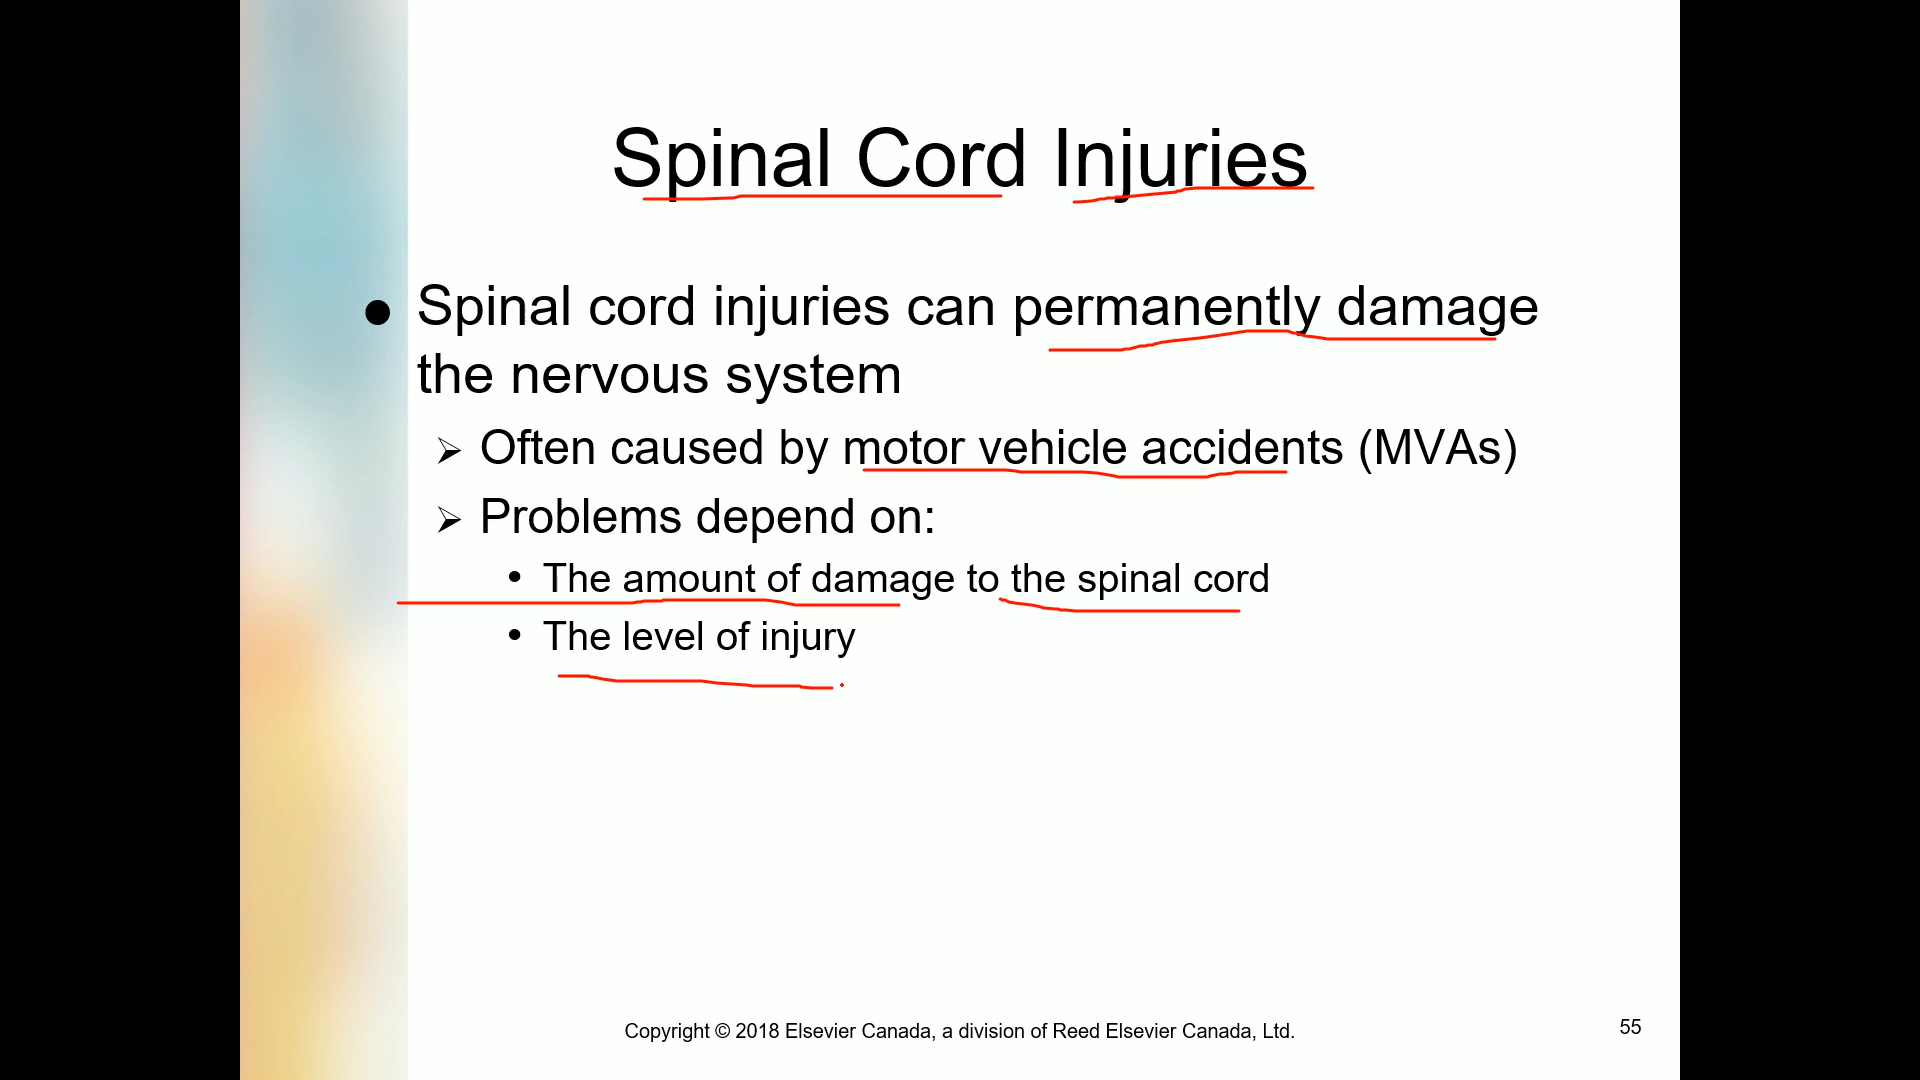 Spinal Cord Injuries
● Spinal cord injuries can permanently damage
the nervous system
➢ Often caused by motor vehicle accidents (MVAs)
➢ Problems depend on:
• The amount of damage to the spinal cord
• The level of injury
Copyright © 2018 Elsevier Canada, a division of Reed Elsevier Canada, Ltd.
55